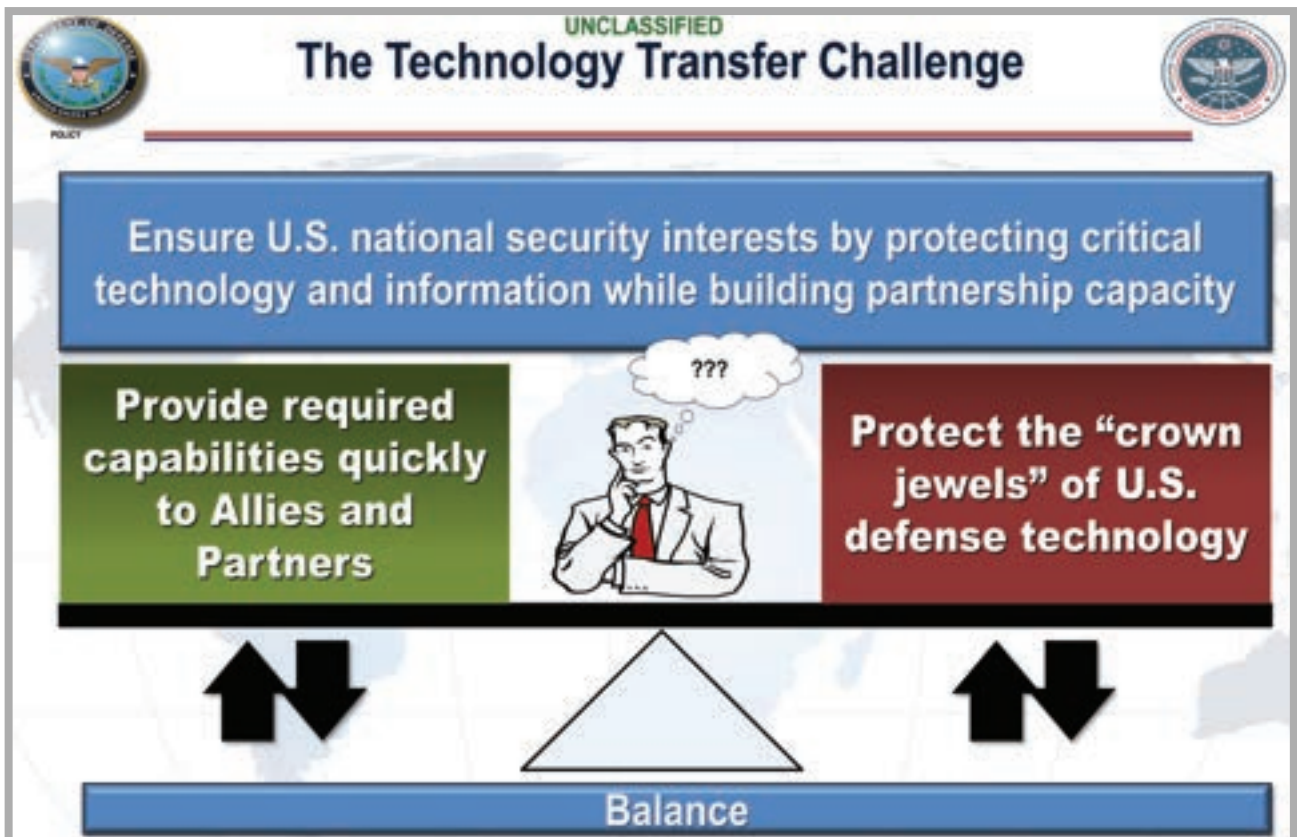 UNCLASSIFIED
The Technology Transfer Challenge
POLICY
Ensure U.S. national security interests by protecting critical
technology and information while building partnership capacity
???
Provide required
capabilities quickly
to Allies and
Partners
Protect the “crown
jewels” of U.S.
defense technology
Balance